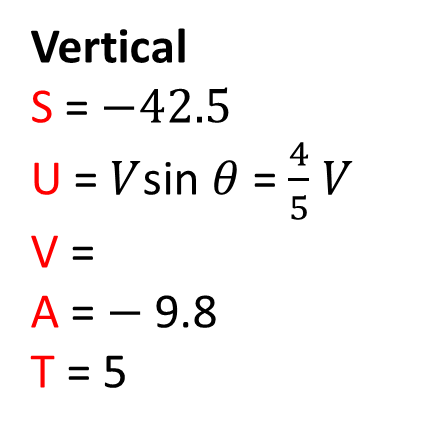 Vertical
S = −42.5
U = V sin θ = 4/5 V
V =
A = − 9.8
T = 5